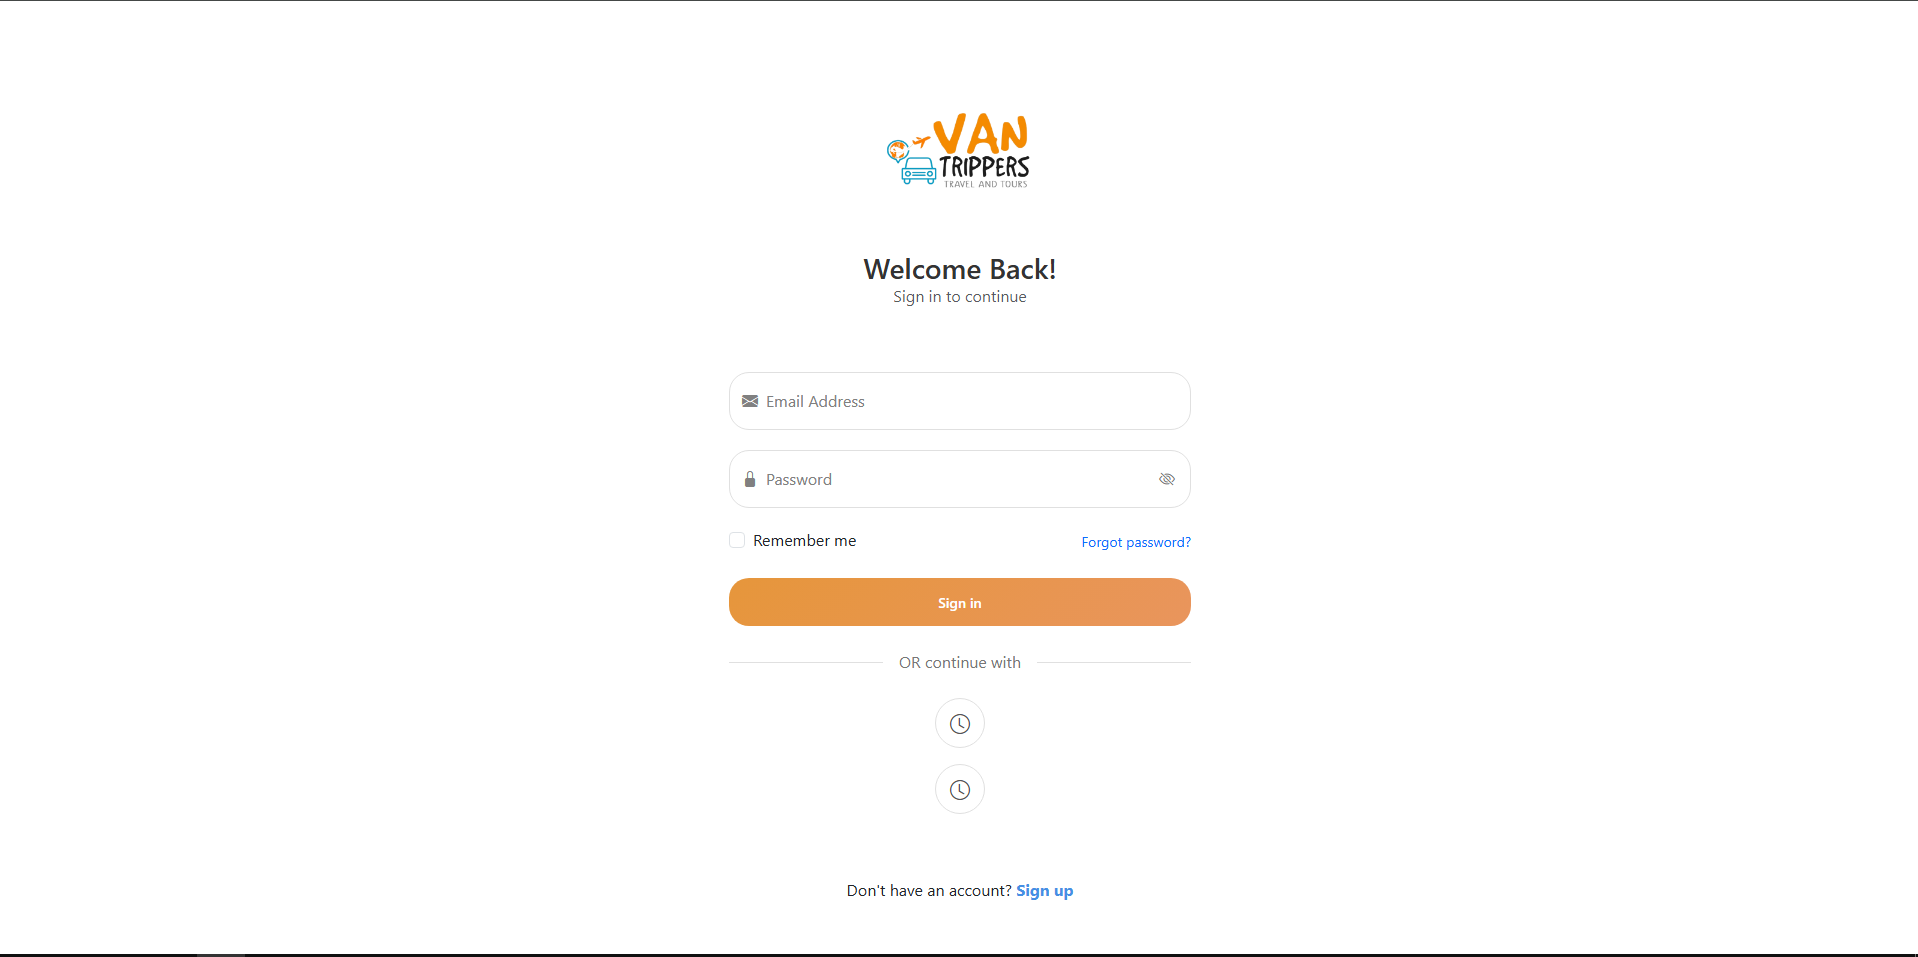 VAN
TRIPPERS
TRAVEL AND TOURS
Welcome Back!
Sign in to continue
Email Address
Password
Remember me
Forgot password?
Sign in
OR continue with
Don't have an account? Sign up